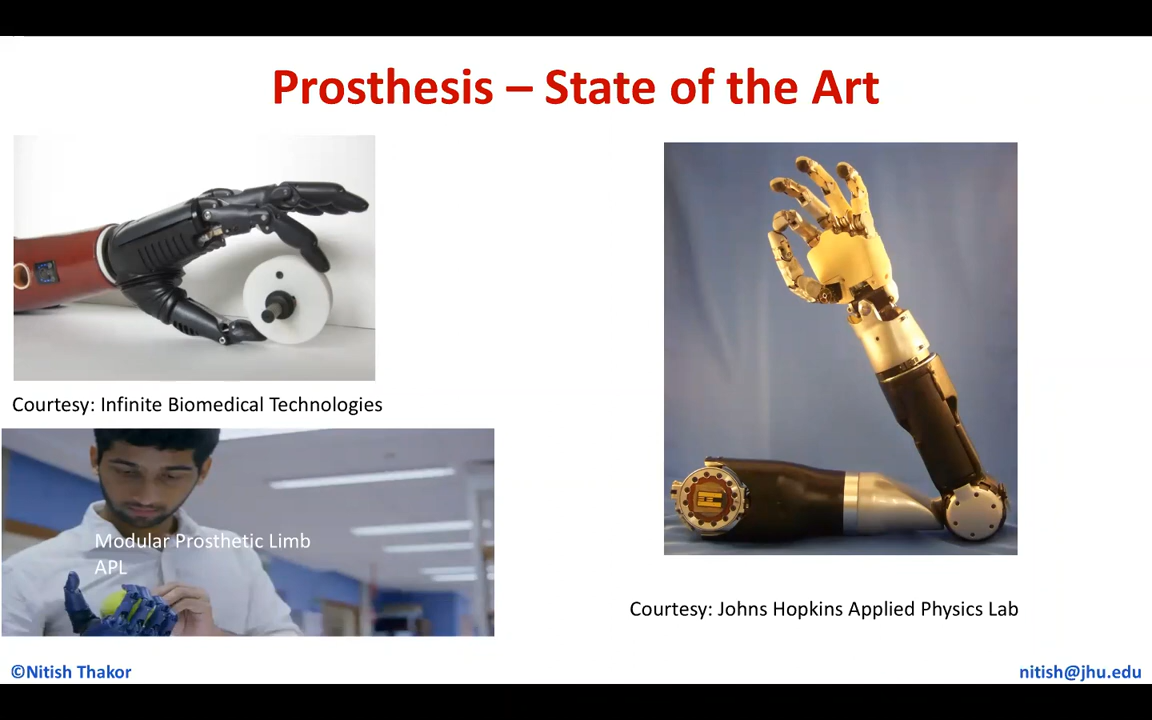 Prosthesis – State of the Art
Courtesy: Infinite Biomedical Technologies
Modular Prosthetic Limb
APL
Courtesy: Johns Hopkins Applied Physics Lab
©Nitish Thakor
nitish@jhu.edu